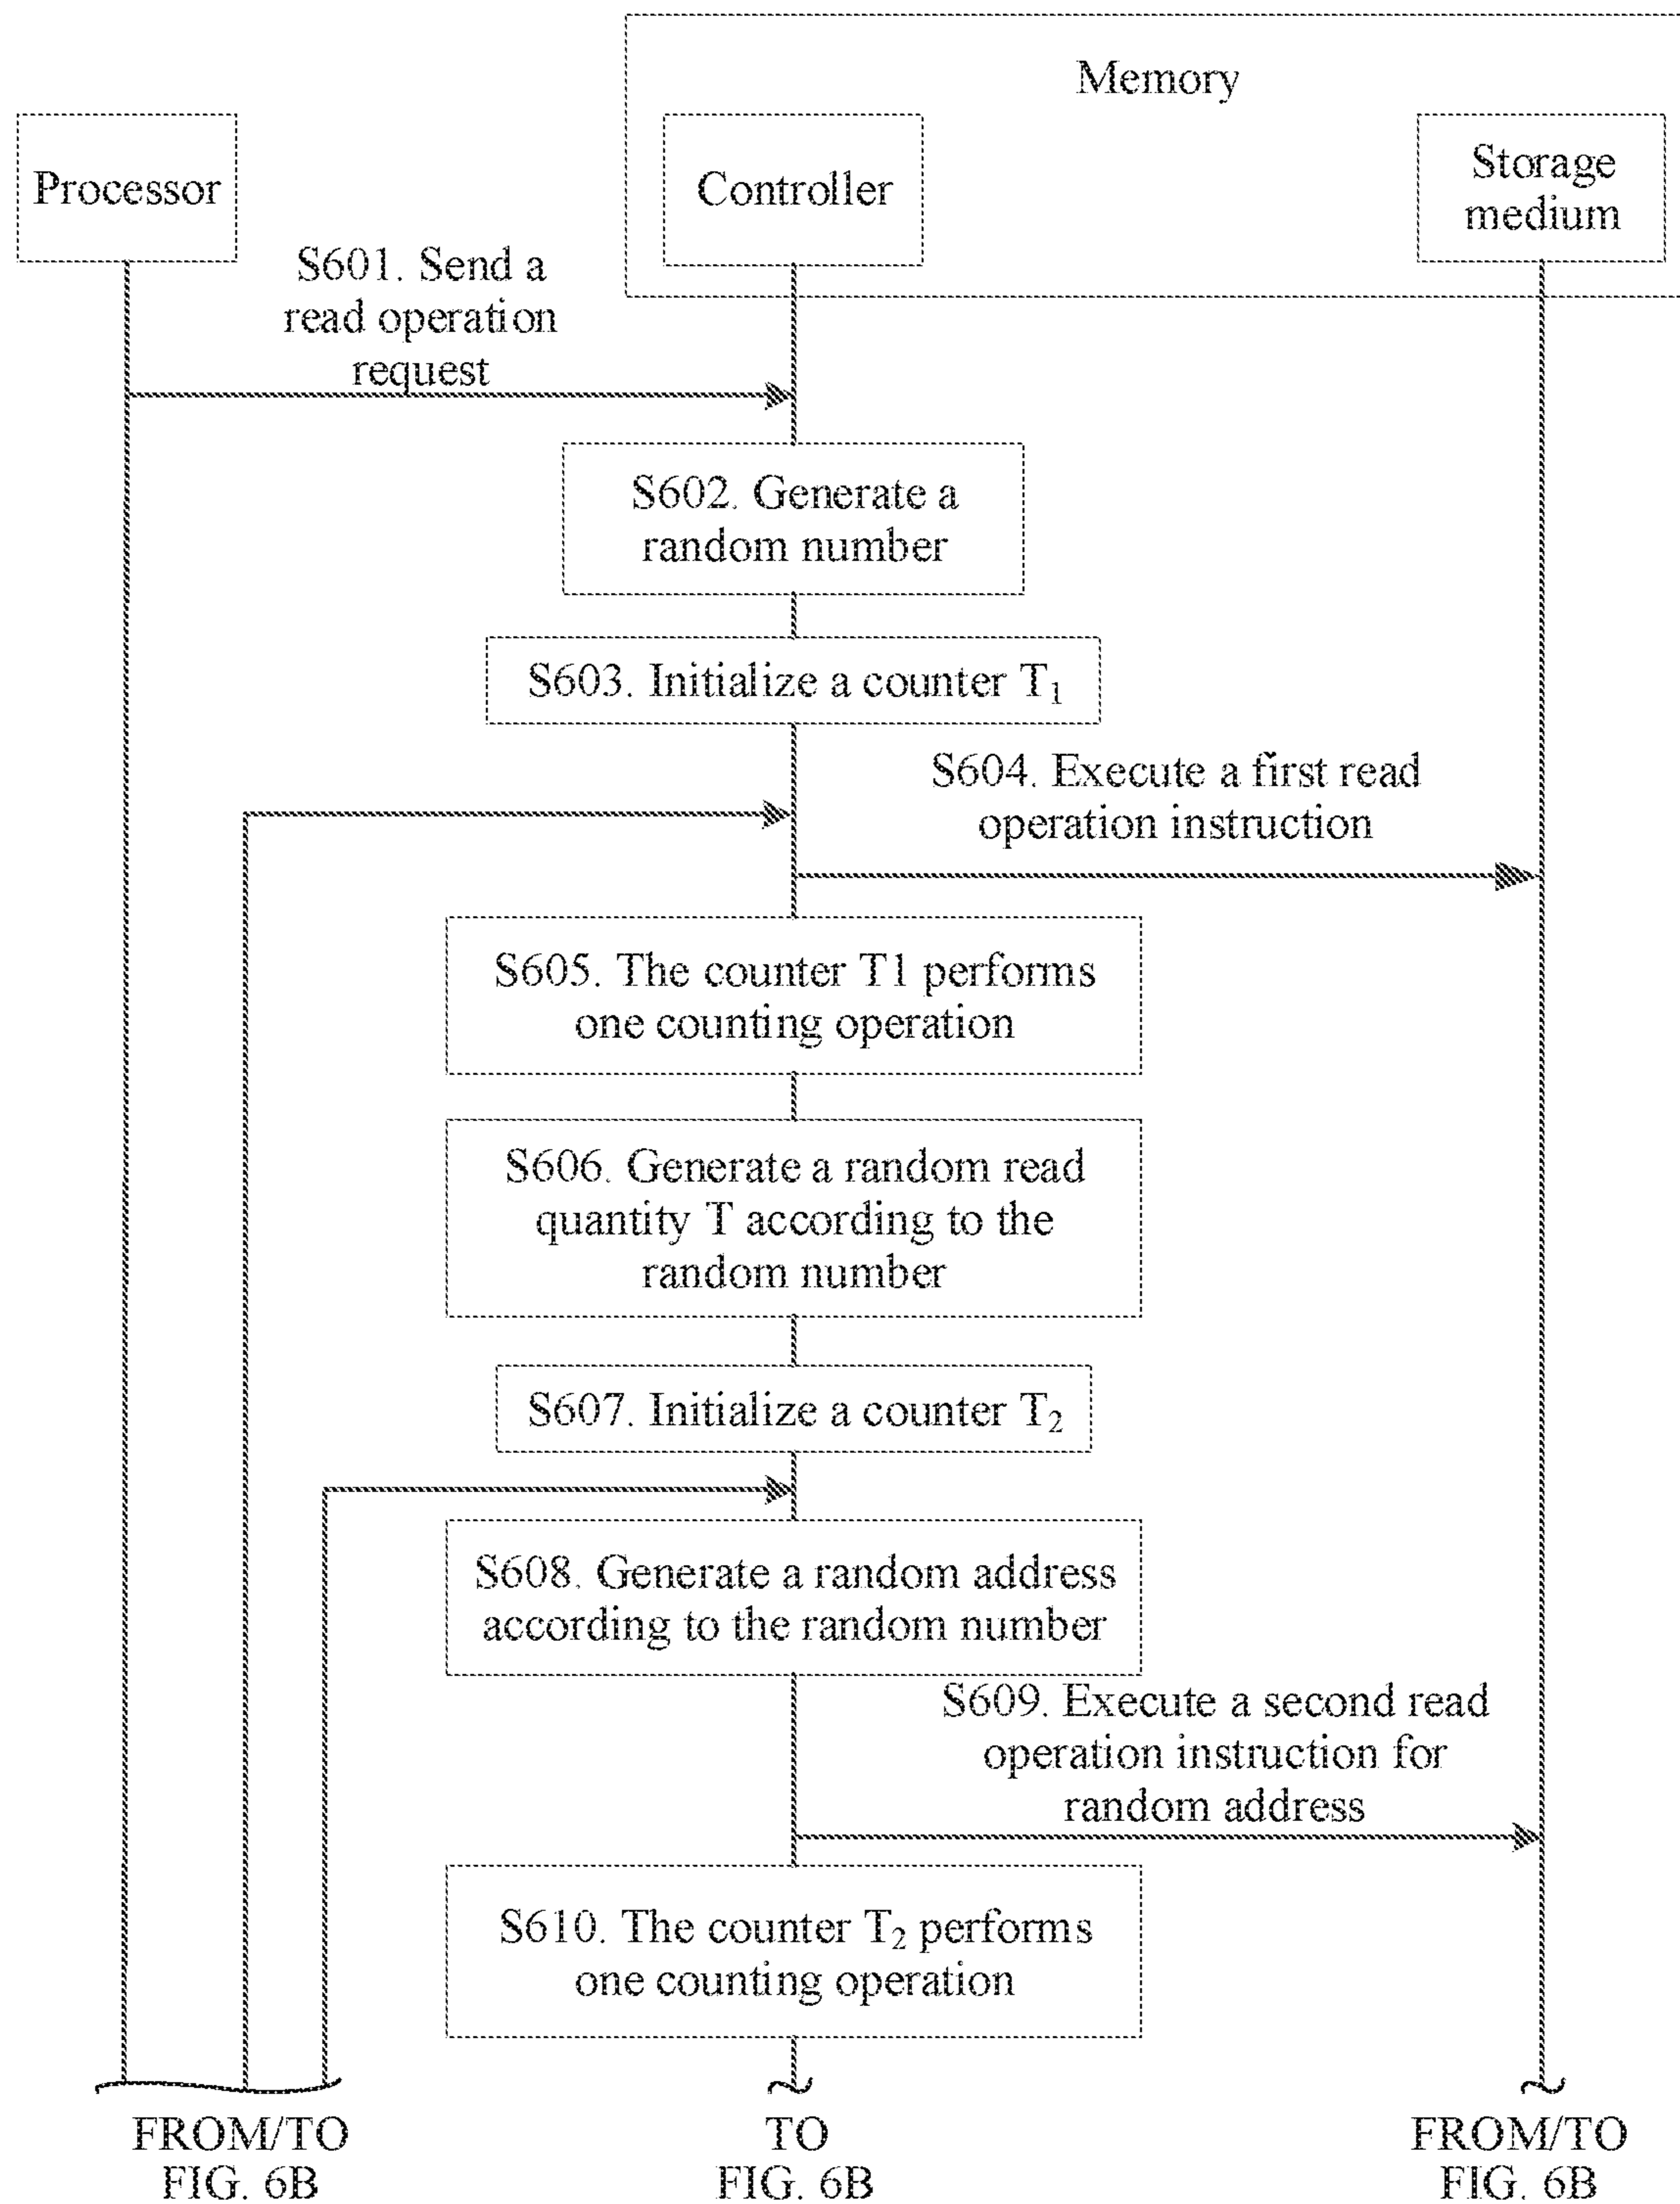 Memory
Processor
Controller
Storage
medium
S601. Send a
read operation
request
S602. Generate a
random number
S603. Initialize a counter T₁
S604. Execute a first read
operation instruction
S605. The counter T1 performs
one counting operation
S606. Generate a random read
quantity T according to the
random number
S607. Initialize a counter T₂
S608. Generate a random address
according to the random number
S609. Execute a second read
operation instruction for
random address
S610. The counter T₂ performs
one counting operation
FROM/TO
FIG. 6B
TO
FIG. 6B
FROM/TO
FIG. 6B